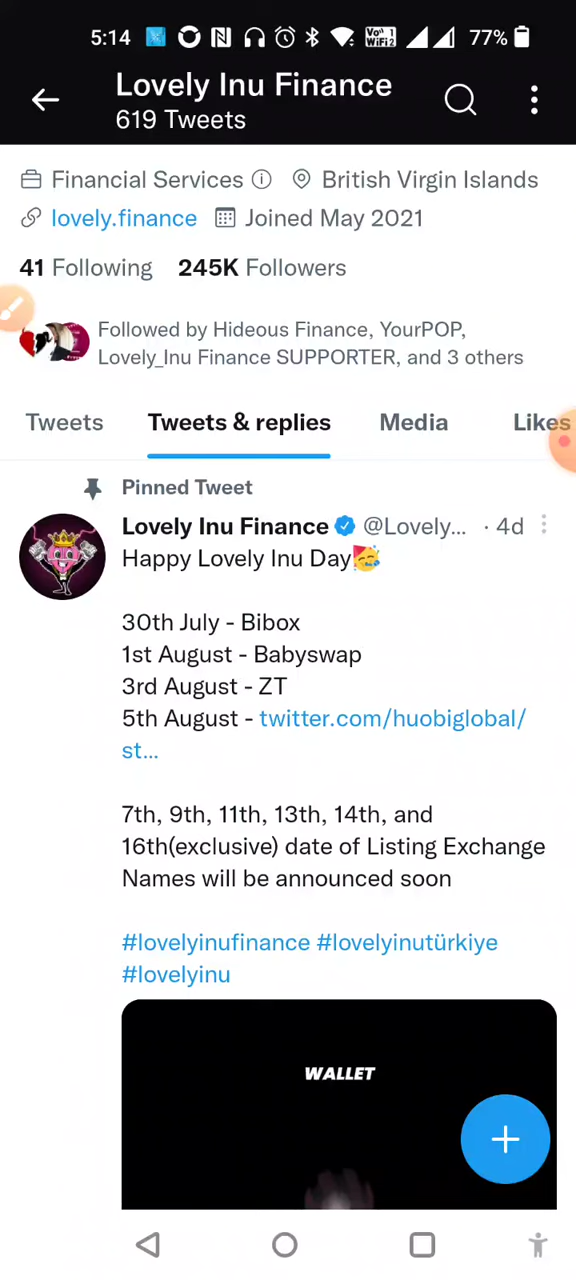 5:14 Vo 1 WiFi2 77%
Lovely Inu Finance
619 Tweets
Financial Services British Virgin Islands
lovely.finance Joined May 2021
41 Following 245K Followers
Followed by Hideous Finance, YourPOP,
Lovely_Inu Finance SUPPORTER, and 3 others
Tweets Tweets & replies Media Likes
Pinned Tweet
Lovely Inu Finance @Lovely... · 4d
Happy Lovely Inu Day🥳
30th July - Bibox
1st August - Babyswap
3rd August - ZT
5th August - twitter.com/huobiglobal/
st...
7th, 9th, 11th, 13th, 14th, and
16th(exclusive) date of Listing Exchange
Names will be announced soon
#lovelyinufinance #lovelyinutürkiye
#lovelyinu
WALLET